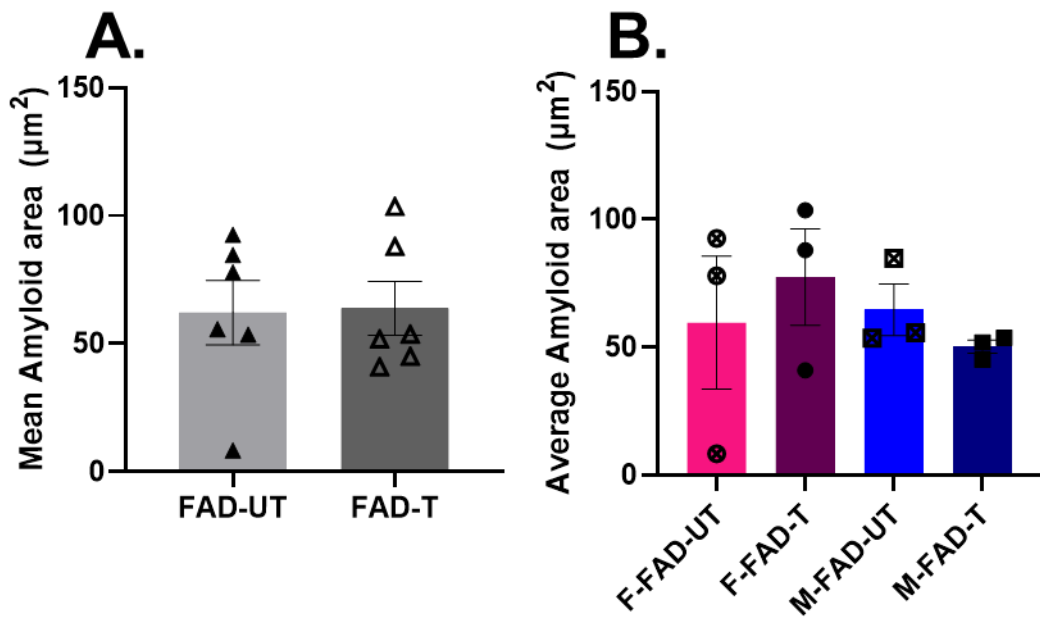 A.
Mean Amyloid area (µm²)
150
100
50
0
FAD-UT FAD-T
B.
Average Amyloid area (µm²)
150
100
50
0
F-FAD-UT
F-FAD-T
M-FAD-UT
M-FAD-T